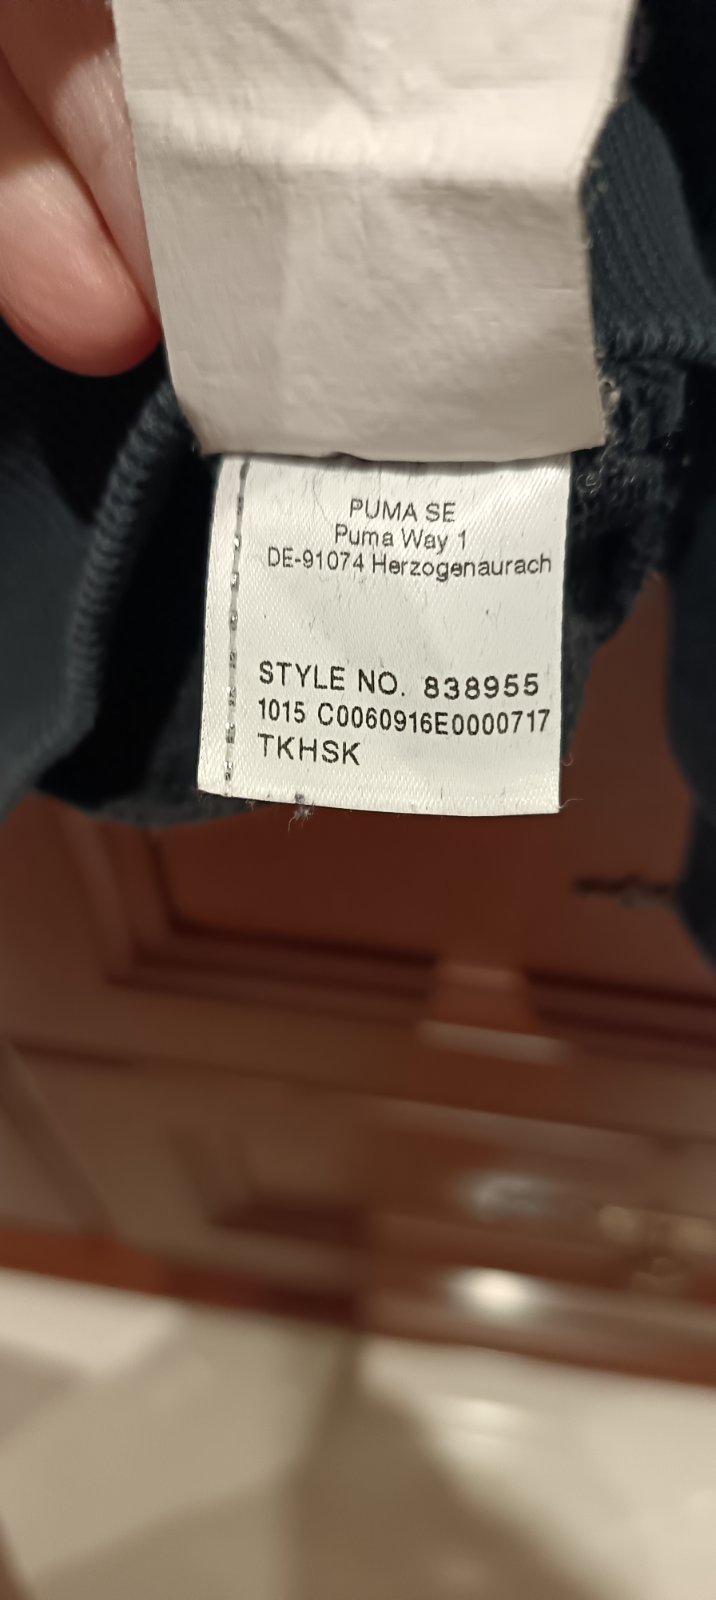 PUMA SE
Puma Way 1
DE-91074 Herzogenaurach
STYLE NO. 838955
1015 C0060916E0000717
TKHSK